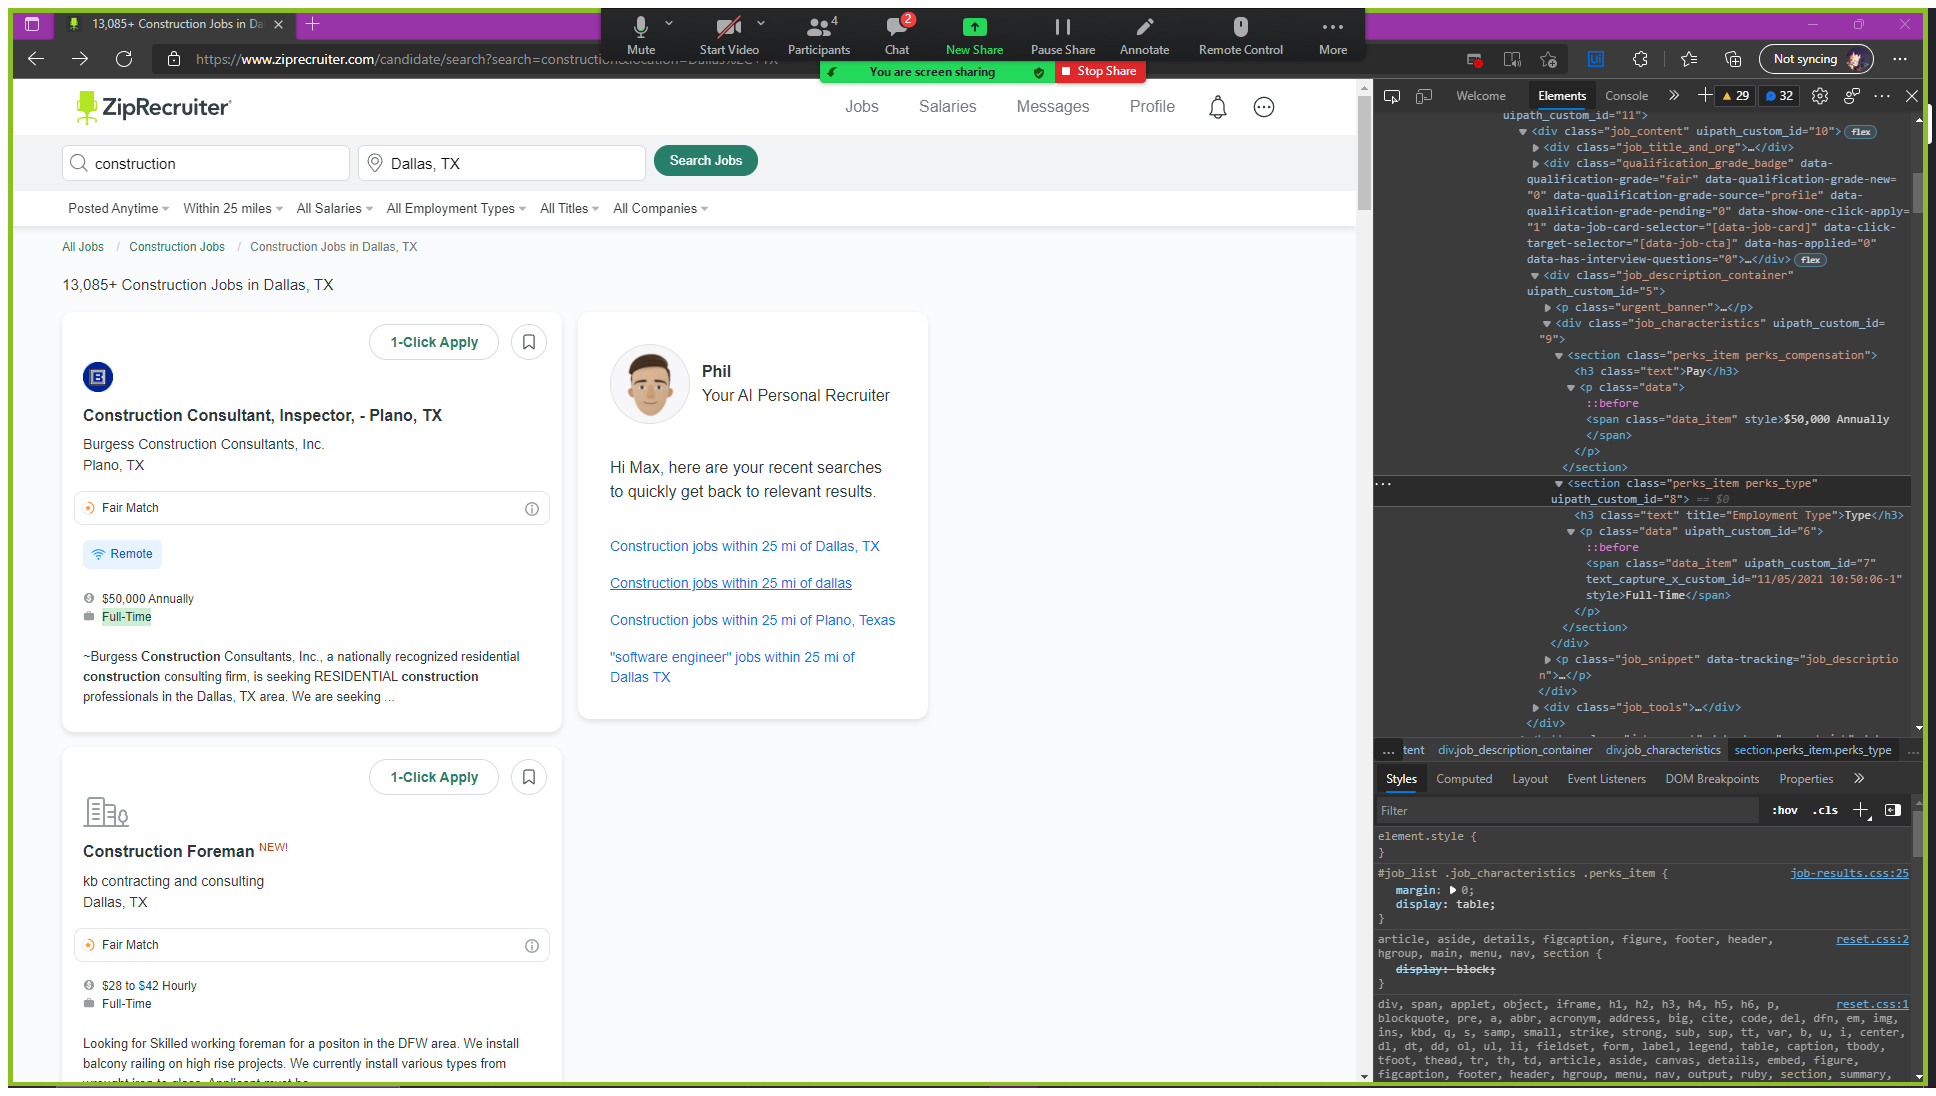 13,085+ Construction Jobs in Da
Mute
Start Video
4
Participants
2
Chat
New Share
Pause Share
Annotate
Remote Control
More
https://www.ziprecruiter.com/candidate/search?search=construction&location=Dallas%2C+TX
You are screen sharing
Stop Share
Not syncing
ZipRecruiter
Jobs
Salaries
Messages
Profile
construction
Dallas, TX
Search Jobs
Posted Anytime
Within 25 miles
All Salaries
All Employment Types
All Titles
All Companies
All Jobs / Construction Jobs / Construction Jobs in Dallas, TX
13,085+ Construction Jobs in Dallas, TX
1-Click Apply
Construction Consultant, Inspector, - Plano, TX
Burgess Construction Consultants, Inc.
Plano, TX
Fair Match
Remote
$50,000 Annually
Full-Time
~Burgess Construction Consultants, Inc., a nationally recognized residential
construction consulting firm, is seeking RESIDENTIAL construction
professionals in the Dallas, TX area. We are seeking ...
Phil
Your AI Personal Recruiter
Hi Max, here are your recent searches
to quickly get back to relevant results.
Construction jobs within 25 mi of Dallas, TX
Construction jobs within 25 mi of dallas
Construction jobs within 25 mi of Plano, Texas
"software engineer" jobs within 25 mi of
Dallas TX
1-Click Apply
Construction Foreman NEW!
kb contracting and consulting
Dallas, TX
Fair Match
$28 to $42 Hourly
Full-Time
Looking for Skilled working foreman for a positon in the DFW area. We install
balcony railing on high rise projects. We currently install various types from
Welcome
Elements
Console
29
32
uipath_custom_id="11">
<div class="job_content" uipath_custom_id="10"> flex
<div class="job_title_and_org">…</div>
<div class="qualification_grade_badge" data-
qualification-grade="fair" data-qualification-grade-new=
"0" data-qualification-grade-source="profile" data-
qualification-grade-pending="0" data-show-one-click-apply=
"1" data-job-card-selector="[data-job-card]" data-click-
target-selector="[data-job-cta]" data-has-applied="0"
data-has-interview-questions="0">…</div> flex
<div class="job_description_container"
uipath_custom_id="5">
<p class="urgent_banner">…</p>
<div class="job_characteristics" uipath_custom_id=
"9">
<section class="perks_item perks_compensation">
<h3 class="text">Pay</h3>
<p class="data">
::before
<span class="data_item" style>$50,000 Annually
</span>
</p>
</section>
<section class="perks_item perks_type"
uipath_custom_id="8"> == $0
<h3 class="text" title="Employment Type">Type</h3>
<p class="data" uipath_custom_id="6">
::before
<span class="data_item" uipath_custom_id="7"
text_capture_x_custom_id="11/05/2021 10:50:06-1"
style>Full-Time</span>
</p>
</section>
</div>
<p class="job_snippet" data-tracking="job_descriptio
n">…</p>
</div>
<div class="job_tools">…</div>
</div>
... tent div.job_description_container div.job_characteristics section.perks_item.perks_type ...
Styles
Computed
Layout
Event Listeners
DOM Breakpoints
Properties
Filter
:hov
.cls
element.style {
}
#job_list .job_characteristics .perks_item { job-results.css:25
margin: 0;
display: table;
}
article, aside, details, figcaption, figure, footer, header, reset.css:2
hgroup, main, menu, nav, section {
display: block;
}
div, span, applet, object, iframe, h1, h2, h3, h4, h5, h6, p, reset.css:1
blockquote, pre, a, abbr, acronym, address, big, cite, code, del, dfn, em, img,
ins, kbd, q, s, samp, small, strike, strong, sub, sup, tt, var, b, u, i, center,
dl, dt, dd, ol, ul, li, fieldset, form, label, legend, table, caption, tbody,
tfoot, thead, tr, th, td, article, aside, canvas, details, embed, figure,
figcaption, footer, header, hgroup, menu, nav, output, ruby, section, summary,